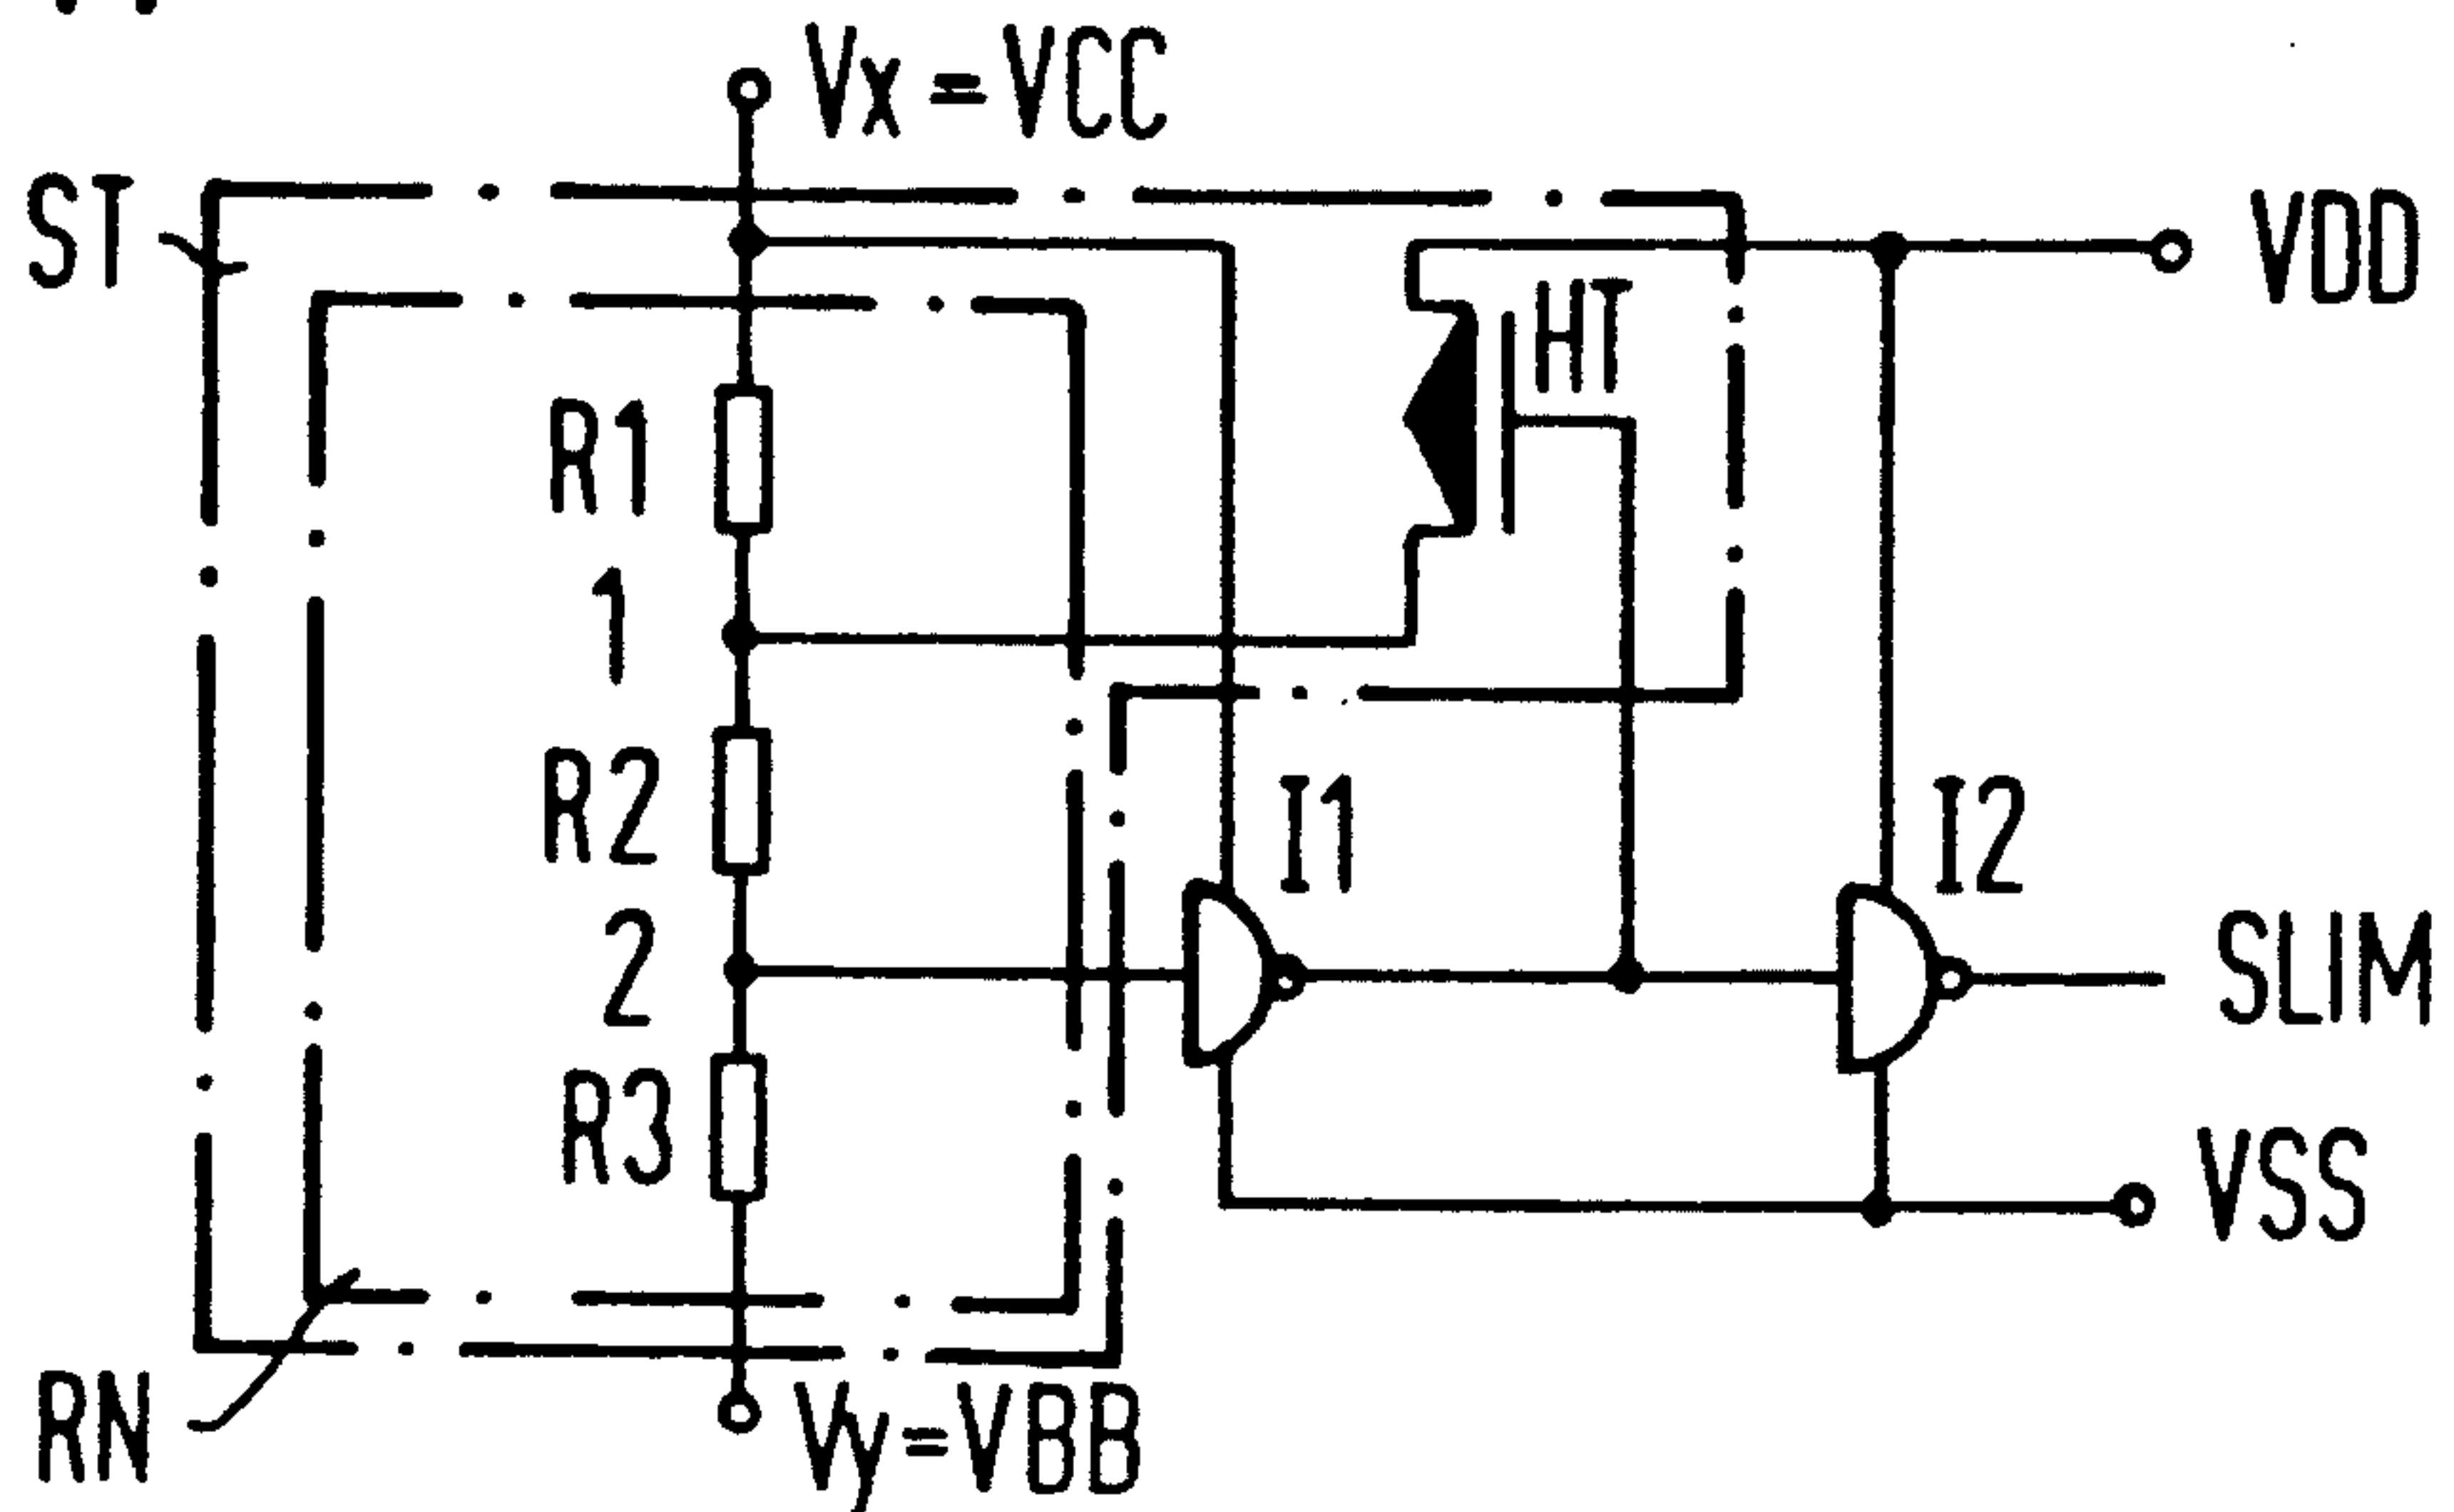 Vx = VCC
ST
VDD
HT
R1
1
R2
I1
I2
2
SLIM
R3
VSS
RN
Vy=VBB